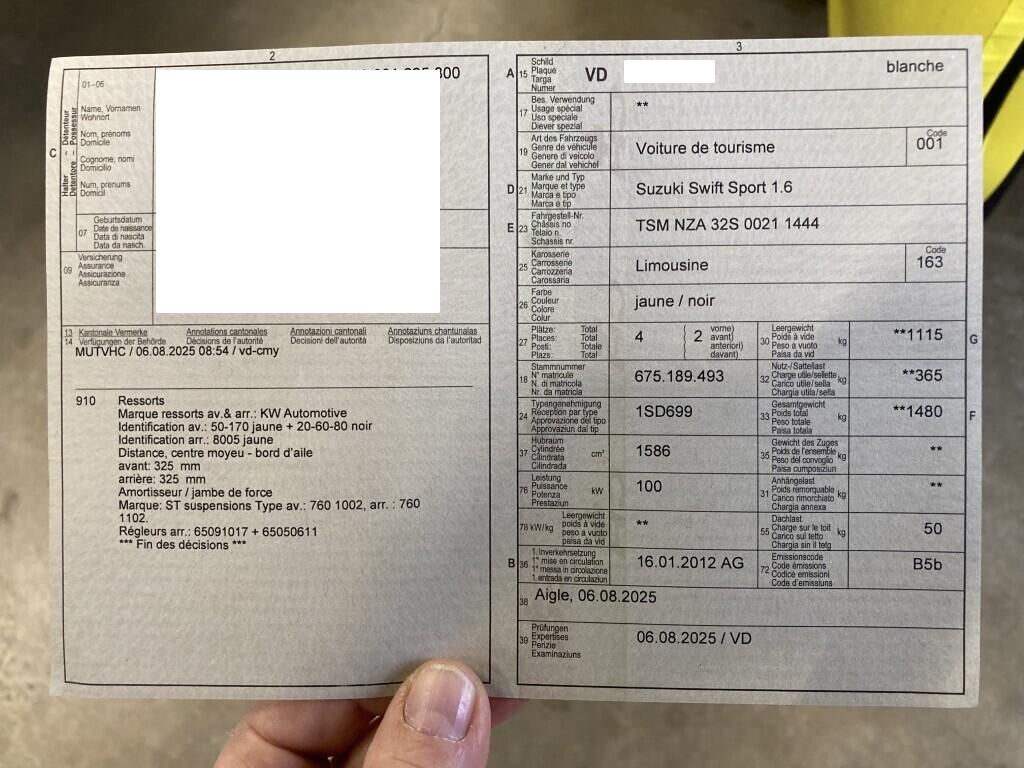 2
01-06
Halter – Détenteur
Detentore – Possessur
C
Name, Vornamen
Wohnort
Nom, prénoms
Domicile
Cognome, nomi
Domicilio
Num, prenums
Domicil
07
Geburtsdatum
Date de naissance
Data di nascita
Data da nasch.
09
Versicherung
Assurance
Assicurazione
Assicuranza
13 Kantonale Vermerke Annotations cantonales Annotazioni cantonali Annotaziuns chantunalas
14 Verfügungen der Behörde Décisions de l'autorité Decisioni dell'autorità Disposiziuns da l'autoritad
MUTVHC / 06.08.2025 08:54 / vd-cmy
910 Ressorts
Marque ressorts av.& arr.: KW Automotive
Identification av.: 50-170 jaune + 20-60-80 noir
Identification arr.: 8005 jaune
Distance, centre moyeu - bord d'aile
avant: 325 mm
arrière: 325 mm
Amortisseur / jambe de force
Marque: ST suspensions Type av.: 760 1002, arr. : 760
1102.
Régleurs arr.: 65091017 + 65050611
*** Fin des décisions ***
3
A 15
Schild
Plaque
Targa
Numer
VD
blanche
17
Bes. Verwendung
Usage spécial
Uso speciale
Diever spezial
**
19
Art des Fahrzeugs
Genre de véhicule
Genere di veicolo
Gener dal vehichel
Voiture de tourisme
Code
001
D 21
Marke und Typ
Marque et type
Marca e tipo
Marca e tip
Suzuki Swift Sport 1.6
E 23
Fahrgestell-Nr.
Châssis no
Telaio n.
Schassis nr.
TSM NZA 32S 0021 1444
25
Karosserie
Carrosserie
Carrozzeria
Carossaria
Limousine
Code
163
26
Farbe
Couleur
Colore
Colur
jaune / noir
27
Plätze: Total
Places: Total
Posti: Totale
Plazs: Totale
4
2
vorne)
avant)
anteriori)
davant)
30
Leergewicht
Poids à vide
Peso a vuoto
Paisa da vid
kg
**1115
G
18
Stammnummer
N° matricule
N. di matricola
Nr. da matricla
675.189.493
32
Nutz-/Sattellast
Charge utile/sellette
Carico utile/sella
Chargia utila/sella
kg
**365
24
Typengenehmigung
Réception par type
Approvazione del tipo
Approvaziun dal tip
1SD699
33
Gesamtgewicht
Poids total
Peso totale
Paisa totala
kg
**1480
F
37
Hubraum
Cylindrée
Cilindrata
Cilindrada
cm³
1586
35
Gewicht des Zuges
Poids de l'ensemble
Peso del convoglio
Paisa cumposiziun
kg
**
76
Leistung
Puissance
Potenza
Prestaziun
kW
100
31
Anhängelast
Poids remorquable
Carico rimorchiato
Chargia annexa
kg
**
78 kW/kg
Leergewicht
poids à vide
peso a vuoto
paisa da vid
**
55
Dachlast
Charge sur le toit
Carico sul tetto
Chargia sin il tetg
kg
50
B 36
1. Inverkehrsetzung
1re mise en circulation
1a messa in circolazione
1. entrada en circulaziun
16.01.2012 AG
72
Emissionscode
Code émissions
Codice emissioni
Code d'emissiuns
B5b
38
Aigle, 06.08.2025
39
Prüfungen
Expertises
Perizie
Examinaziuns
06.08.2025 / VD